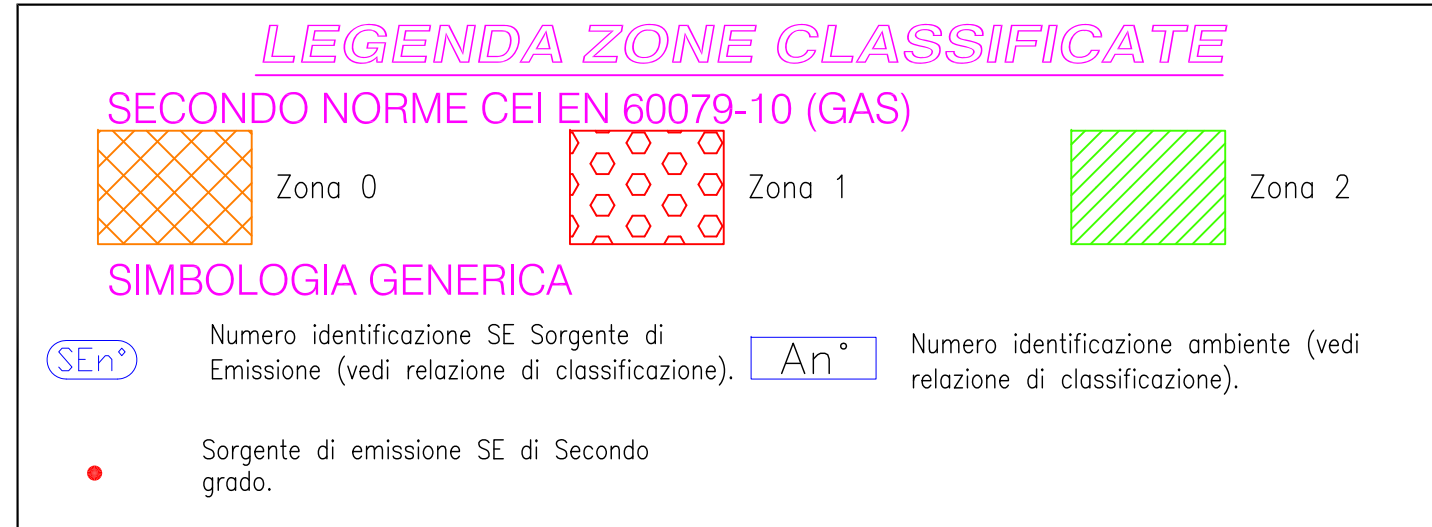 LEGENDA ZONE CLASSIFICATE
SECONDO NORME CEI EN 60079-10 (GAS)
Zona 0
Zona 1
Zona 2
SIMBOLOGIA GENERICA
SEn°
Numero identificazione SE Sorgente di
Emissione (vedi relazione di classificazione).
An°
Numero identificazione ambiente (vedi
relazione di classificazione).
Sorgente di emissione SE di Secondo
grado.